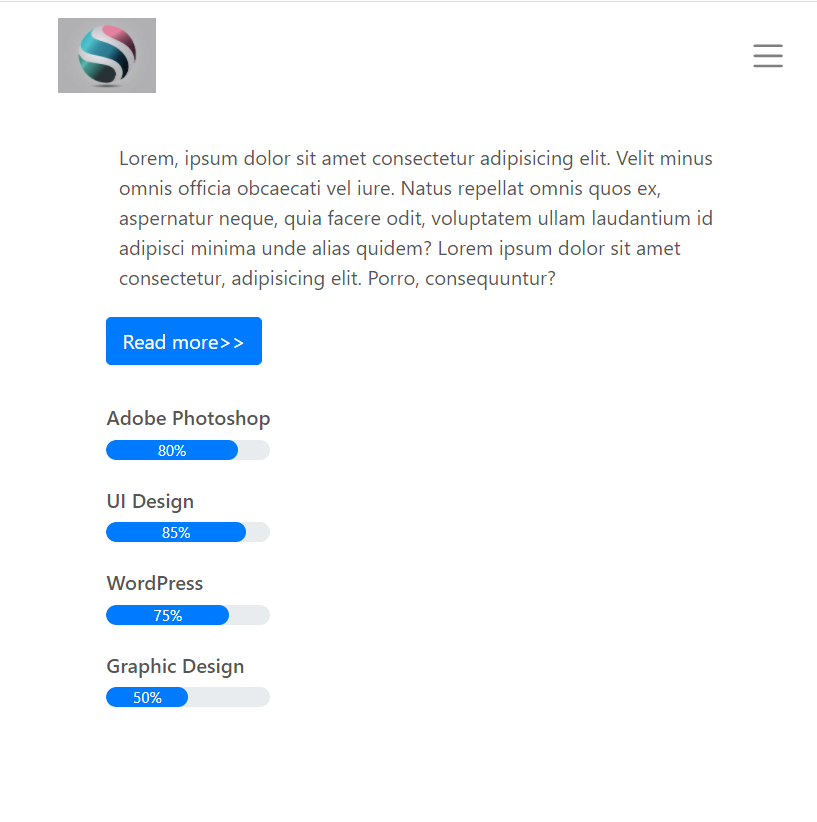 Lorem, ipsum dolor sit amet consectetur adipisicing elit. Velit minus
omnis officia obcaecati vel iure. Natus repellat omnis quos ex,
aspernatur neque, quia facere odit, voluptatem ullam laudantium id
adipisci minima unde alias quidem? Lorem ipsum dolor sit amet
consectetur, adipisicing elit. Porro, consequuntur?
Read more>>
Adobe Photoshop
80%
UI Design
85%
WordPress
75%
Graphic Design
50%